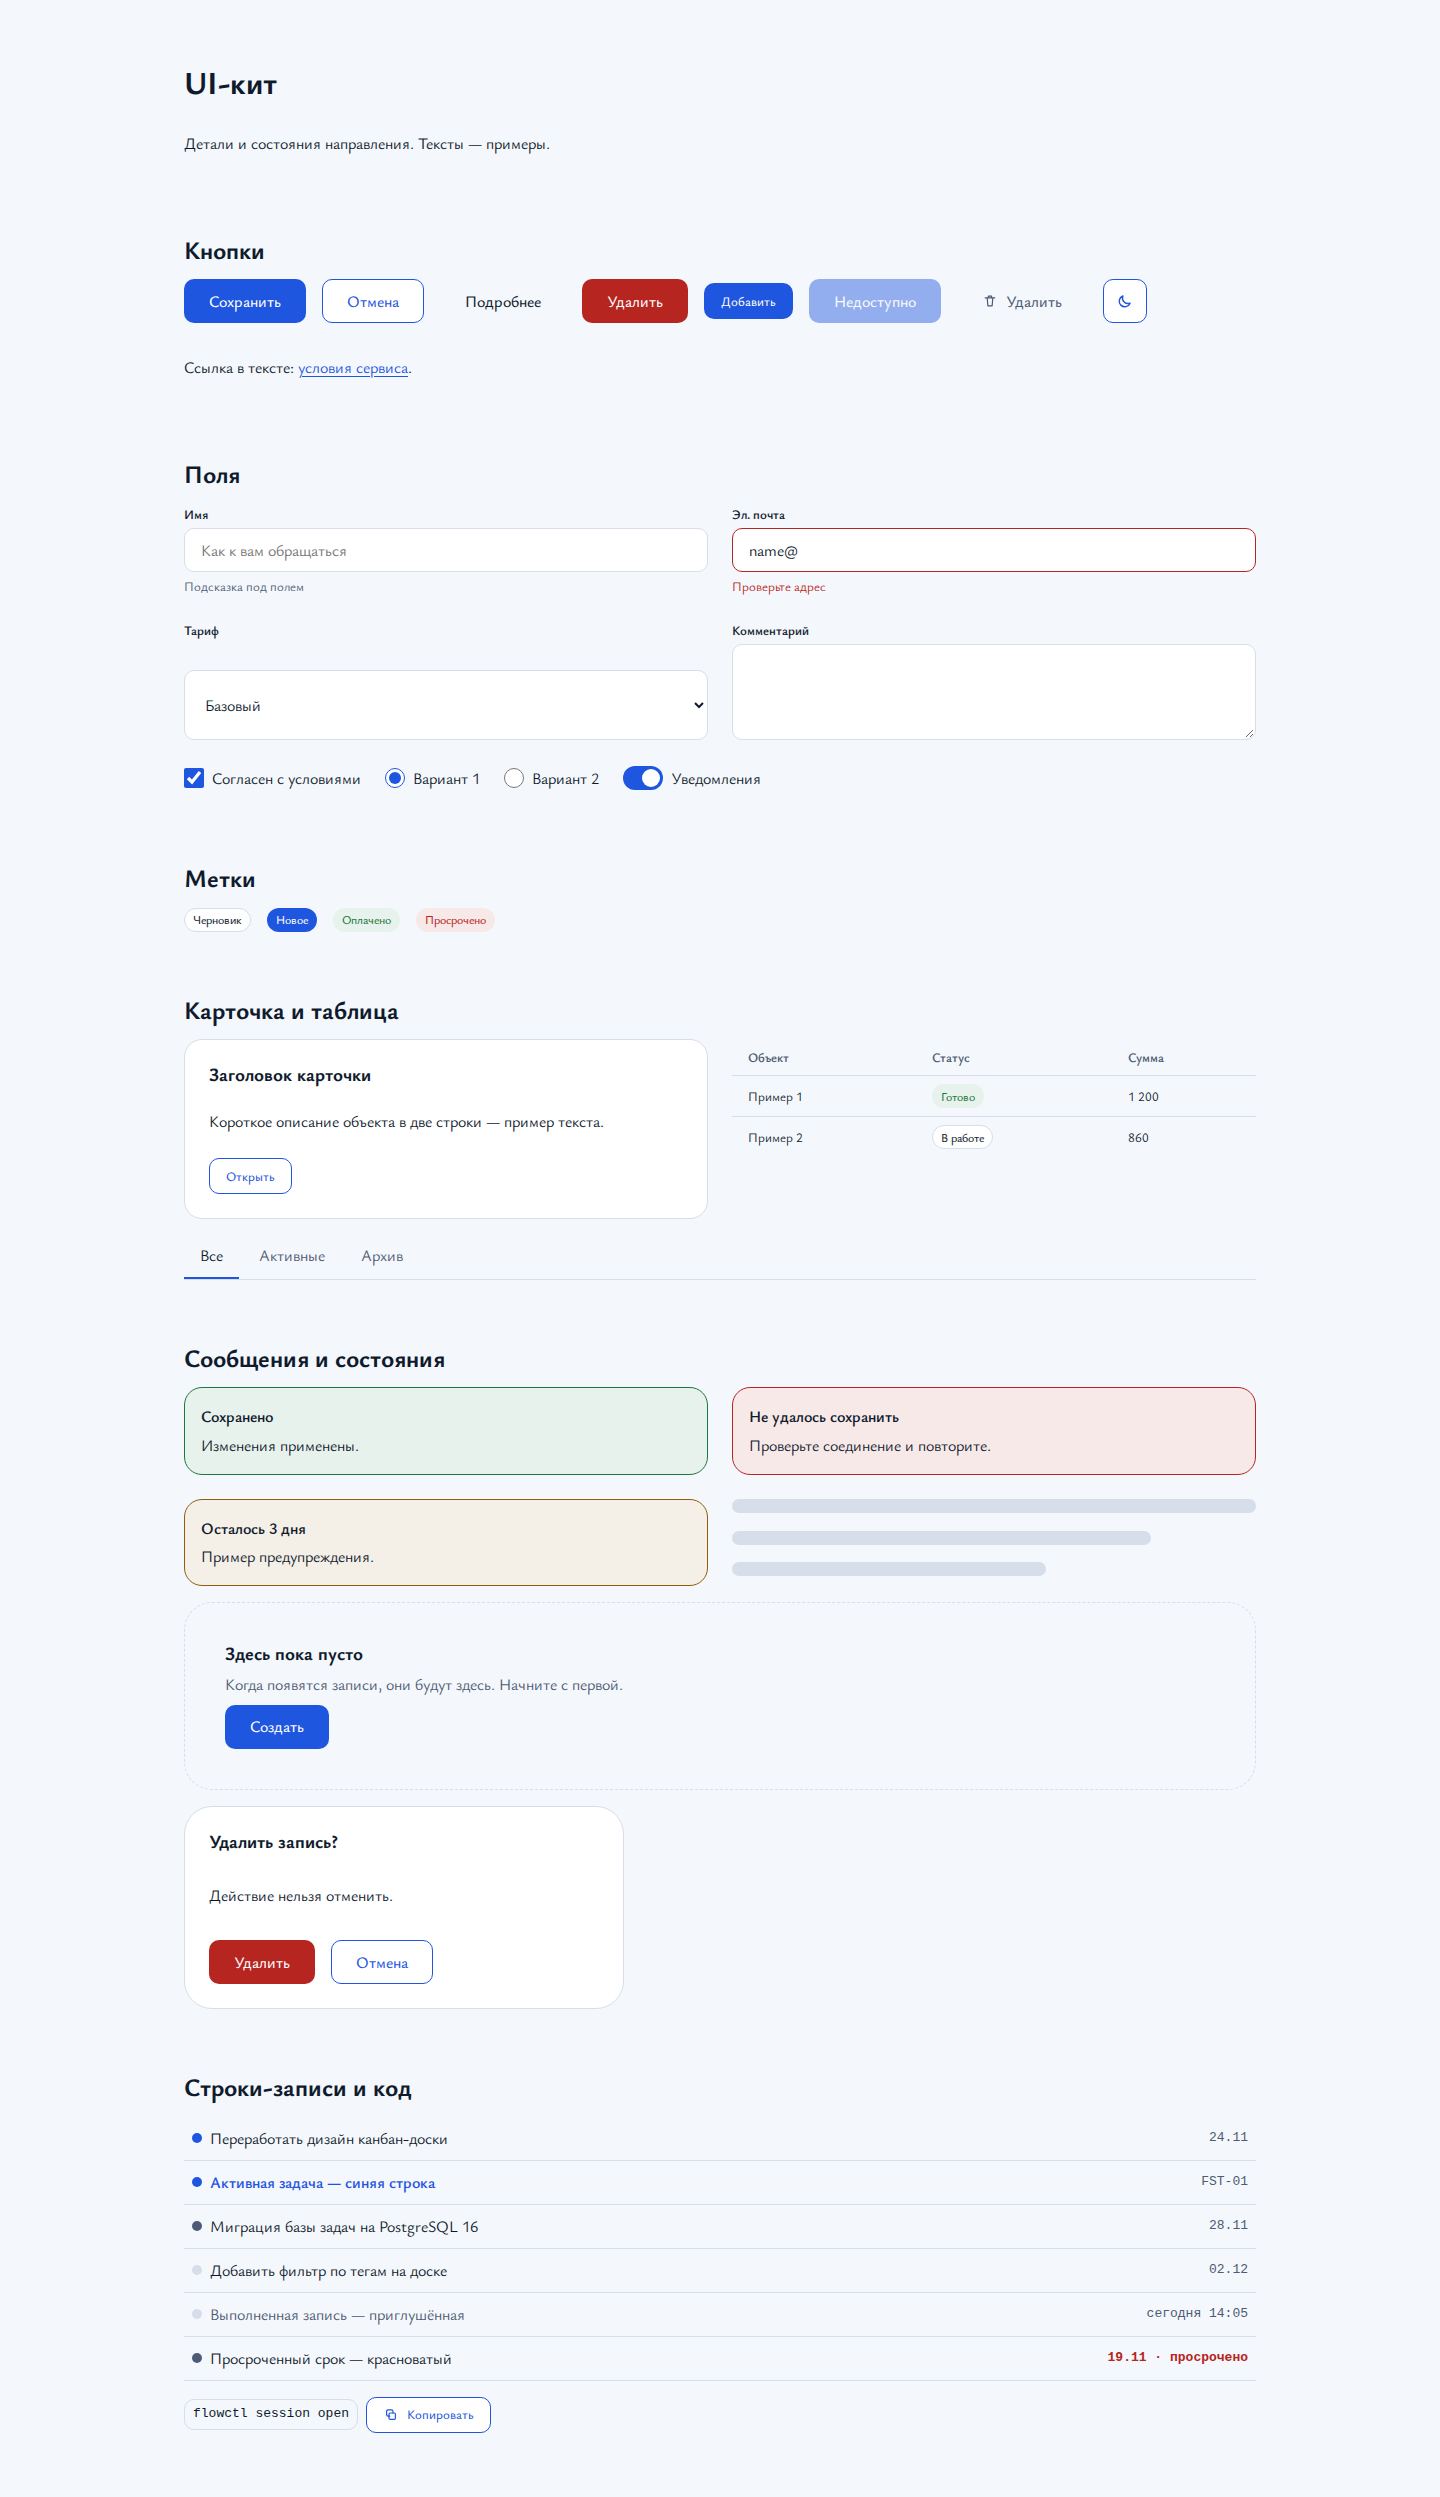 UI-кит
Детали и состояния направления. Тексты — примеры.
Кнопки
Сохранить
Отмена
Подробнее
Удалить
Добавить
Недоступно
Удалить
Ссылка в тексте: условия сервиса.
Поля
Имя
Как к вам обращаться
Подсказка под полем
Эл. почта
name@
Проверьте адрес
Тариф
Базовый
Комментарий
Согласен с условиями
Вариант 1
Вариант 2
Уведомления
Метки
Черновик
Новое
Оплачено
Просрочено
Карточка и таблица
Заголовок карточки
Короткое описание объекта в две строки — пример текста.
Открыть
Объект Статус Сумма
Пример 1 Готово 1 200
Пример 2 В работе 860
Все
Активные
Архив
Сообщения и состояния
Сохранено
Изменения применены.
Не удалось сохранить
Проверьте соединение и повторите.
Осталось 3 дня
Пример предупреждения.
Здесь пока пусто
Когда появятся записи, они будут здесь. Начните с первой.
Создать
Удалить запись?
Действие нельзя отменить.
Удалить
Отмена
Строки-записи и код
Переработать дизайн канбан-доски 24.11
Активная задача — синяя строка FST-01
Миграция базы задач на PostgreSQL 16 28.11
Добавить фильтр по тегам на доске 02.12
Выполненная запись — приглушённая сегодня 14:05
Просроченный срок — красноватый 19.11 · просрочено
flowctl session open
Копировать